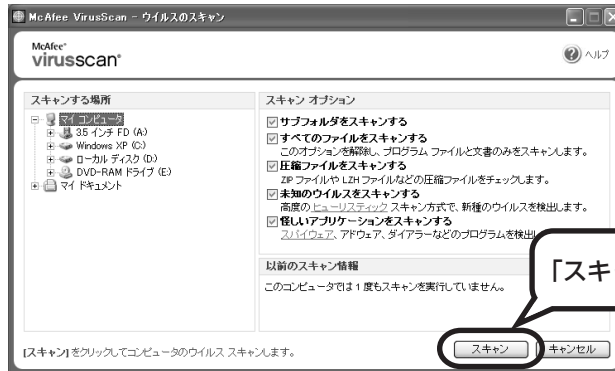 McAfee VirusScan - ウイルスのスキャン
McAfee
virusscan
ヘルプ
スキャンする場所
マイ コンピュータ
3.5 インチ FD (A:)
Windows XP (C:)
ローカル ディスク (D:)
DVD-RAM ドライブ (E:)
マイ ドキュメント
スキャン オプション
サブフォルダをスキャンする
すべてのファイルをスキャンする
このオプションを解除し、プログラム ファイルと文書のみをスキャンします。
圧縮ファイルをスキャンする
ZIP ファイルや LZH ファイルなどの圧縮ファイルをチェックします。
未知のウイルスをスキャンする
高度の ヒューリスティック スキャン方式で、新種のウイルスを検出します。
怪しいアプリケーションをスキャンする
スパイウェア、アドウェア、ダイアラーなどのプログラムを検出
以前のスキャン情報
このコンピュータでは 1 度もスキャンを実行していません。
「スキ
[スキャン] をクリックしてコンピュータのウイルス スキャンします。
スキャン
キャンセル